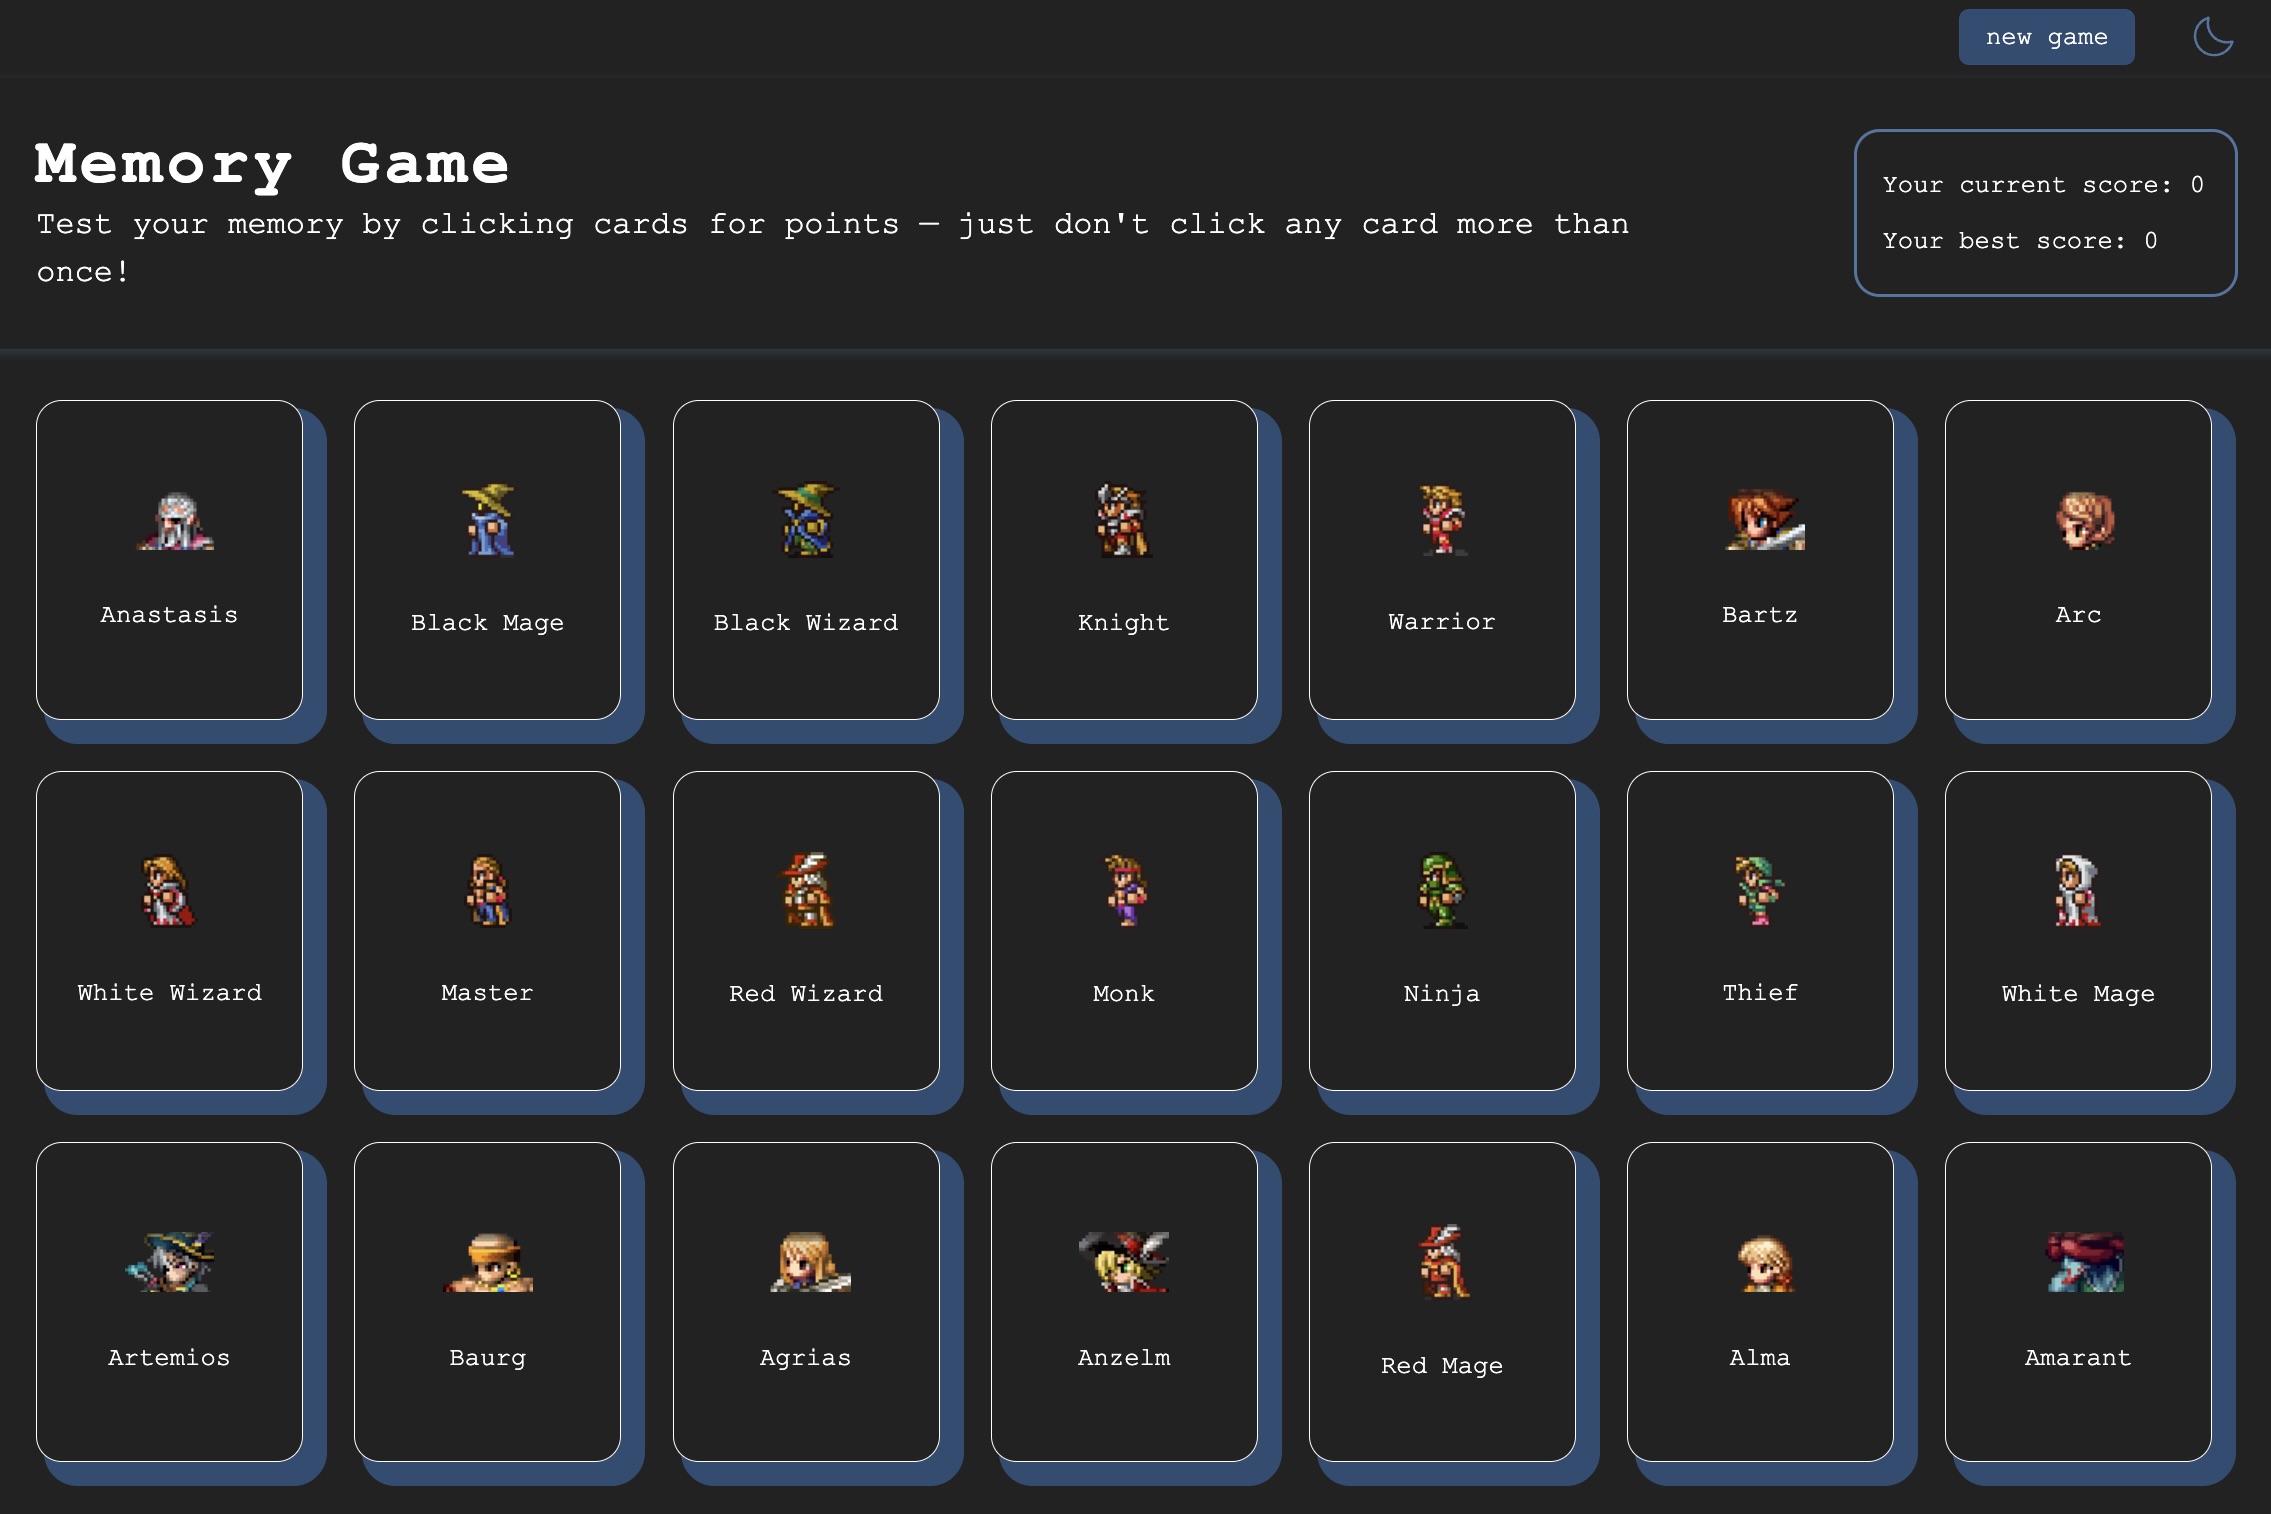 new game
Memory Game
Test your memory by clicking cards for points — just don't click any card more than
once!
Your current score: 0
Your best score: 0
Anastasis
Black Mage
Black Wizard
Knight
Warrior
Bartz
Arc
White Wizard
Master
Red Wizard
Monk
Ninja
Thief
White Mage
Artemios
Baurg
Agrias
Anzelm
Red Mage
Alma
Amarant